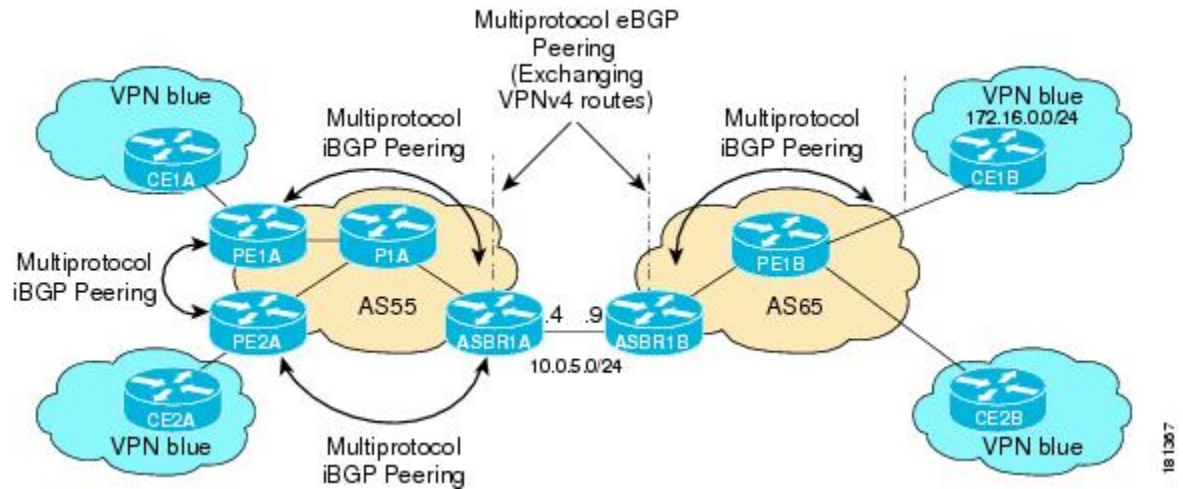 Multiprotocol eBGP
Peering
(Exchanging
VPNv4 routes)
VPN blue
CE1A
Multiprotocol
iBGP Peering
Multiprotocol
iBGP Peering
VPN blue
172.16.0.0/24
CE1B
PE1A
P1A
PE1B
Multiprotocol
iBGP Peering
AS55
AS65
PE2A
ASBR1A
.4
.9
ASBR1B
10.0.5.0/24
CE2A
VPN blue
CE2B
VPN blue
Multiprotocol
iBGP Peering
181367